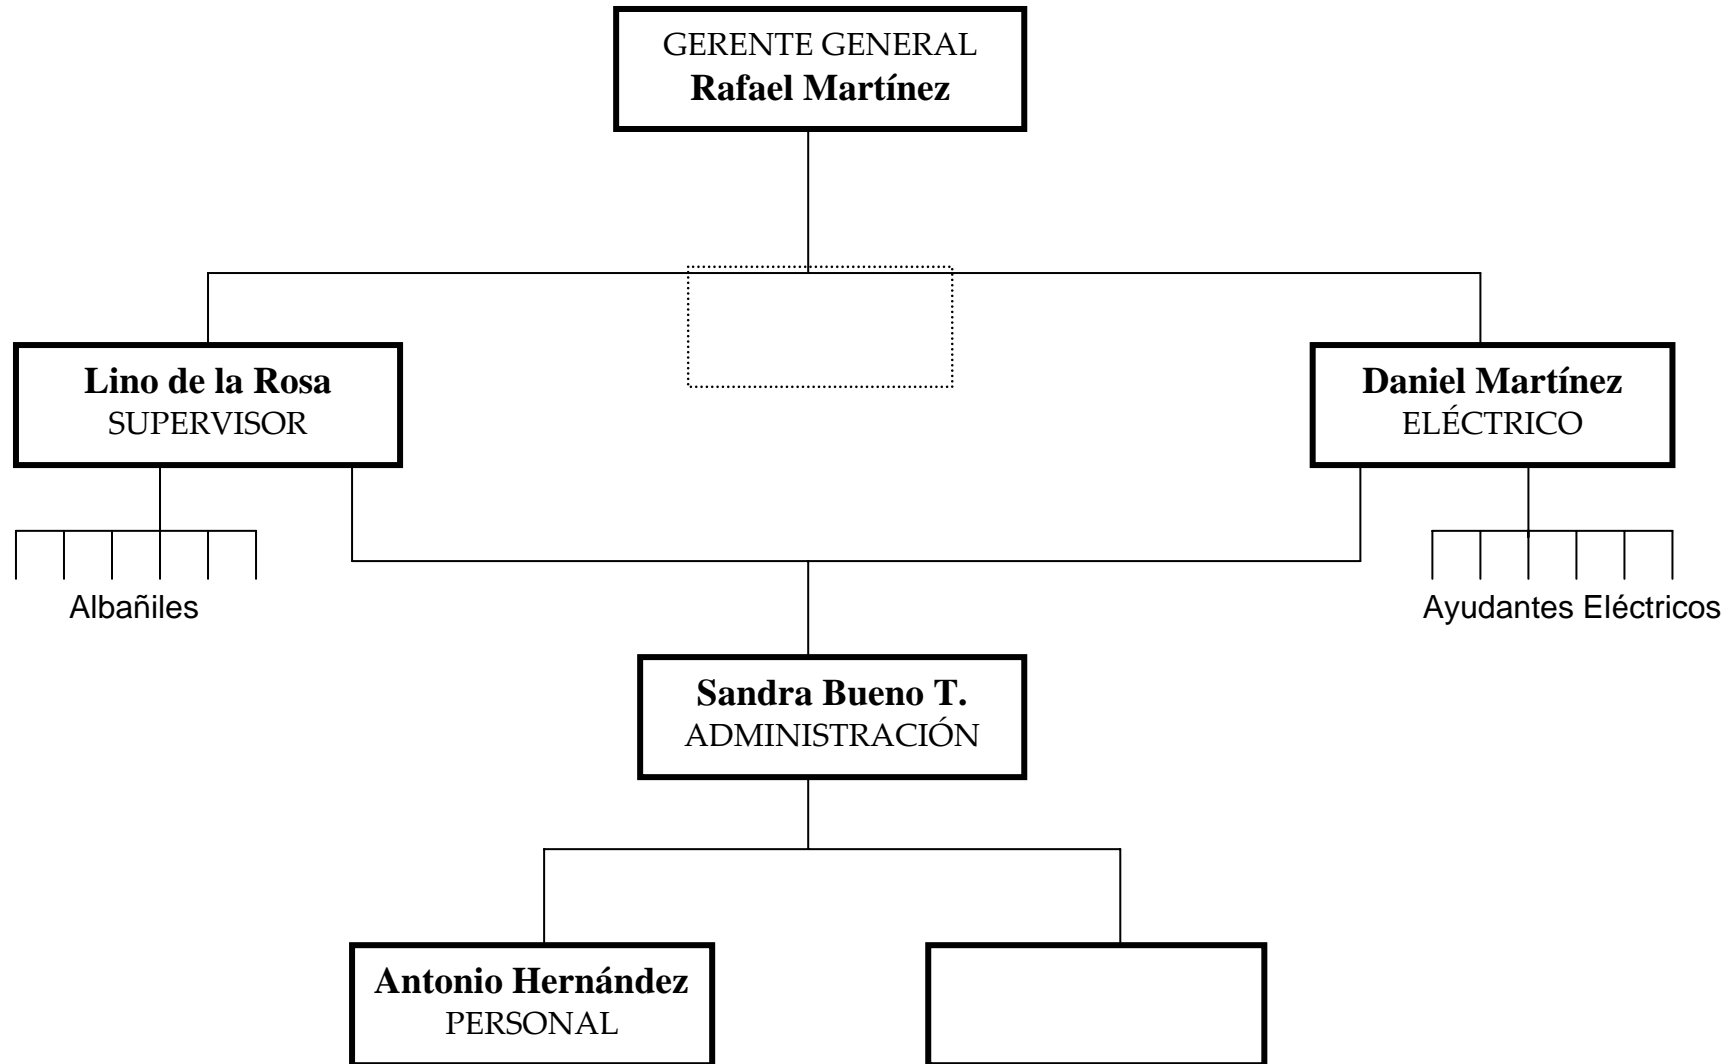 GERENTE GENERAL
Rafael Martínez
Lino de la Rosa
SUPERVISOR
Daniel Martínez
ELÉCTRICO
Albañiles
Ayudantes Eléctricos
Sandra Bueno T.
ADMINISTRACIÓN
Antonio Hernández
PERSONAL